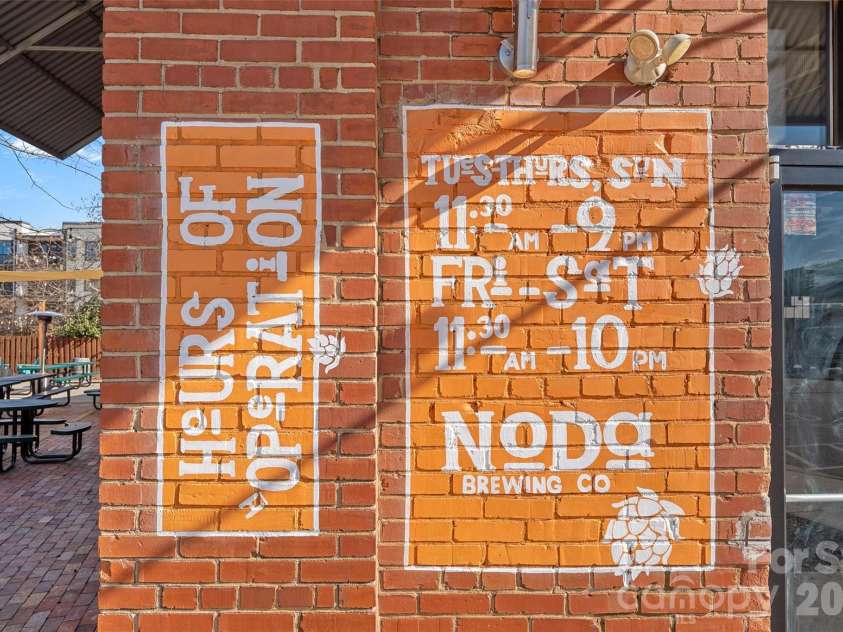 HOURS OF
OPERATION
TUES-THURS, SUN
11:30 AM - 9 PM
FRI - SAT
11:30 AM - 10 PM
NODA
BREWING CO
canopy